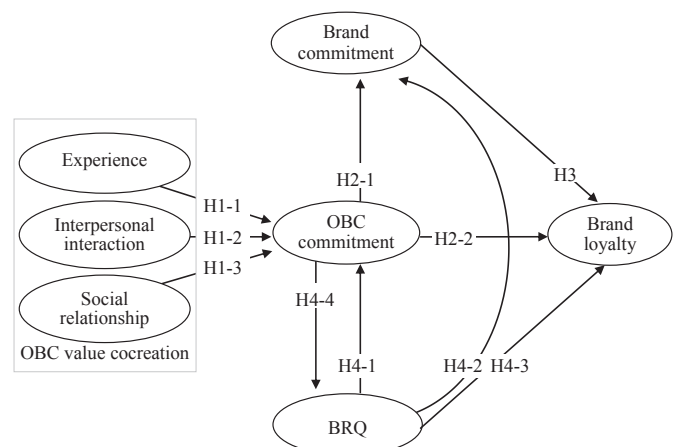 Brand
commitment
Experience
H2-1
H3
H1-1
Interpersonal
interaction
H1-2
OBC
commitment
H2-2
Brand
loyalty
H1-3
Social
relationship
H4-4
OBC value cocreation
H4-1
H4-2
H4-3
BRQ